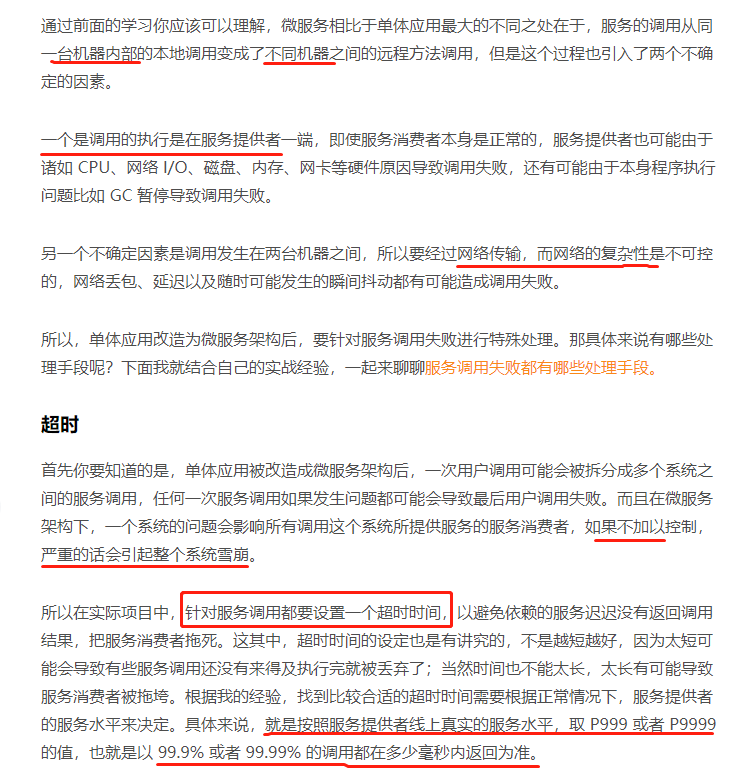 通过前面的学习你应该可以理解，微服务相比于单体应用最大的不同之处在于，服务的调用从同
一台机器内部的本地调用变成了不同机器之间的远程方法调用，但是这个过程也引入了两个不确
定的因素。
一个是调用的执行是在服务提供者一端，即使服务消费者本身是正常的，服务提供者也可能由于
诸如 CPU、网络 I/O、磁盘、内存、网卡等硬件原因导致调用失败，还有可能由于本身程序执行
问题比如 GC 暂停导致调用失败。
另一个不确定因素是调用发生在两台机器之间，所以要经过网络传输，而网络的复杂性是不可控
的，网络丢包、延迟以及随时可能发生的瞬间抖动都有可能造成调用失败。
所以，单体应用改造为微服务架构后，要针对服务调用失败进行特殊处理。那具体来说有哪些处
理手段呢？下面我就结合自己的实战经验，一起来聊聊服务调用失败都有哪些处理手段。
超时
首先你要知道的是，单体应用被改造成微服务架构后，一次用户调用可能会被拆分成多个系统之
间的服务调用，任何一次服务调用如果发生问题都可能会导致最后用户调用失败。而且在微服务
架构下，一个系统的问题会影响所有调用这个系统所提供服务的服务消费者，如果不加以控制，
严重的话会引起整个系统雪崩。
所以在实际项目中，针对服务调用都要设置一个超时时间，以避免依赖的服务迟迟没有返回调用
结果，把服务消费者拖死。这其中，超时时间的设定也是有讲究的，不是越短越好，因为太短可
能会导致有些服务调用还没有来得及执行完就被丢弃了；当然时间也不能太长，太长有可能导致
服务消费者被拖垮。根据我的经验，找到比较合适的超时时间需要根据正常情况下，服务提供者
的服务水平来决定。具体来说，就是按照服务提供者线上真实的服务水平，取 P999 或者 P9999
的值，也就是以 99.9% 或者 99.99% 的调用都在多少毫秒内返回为准。